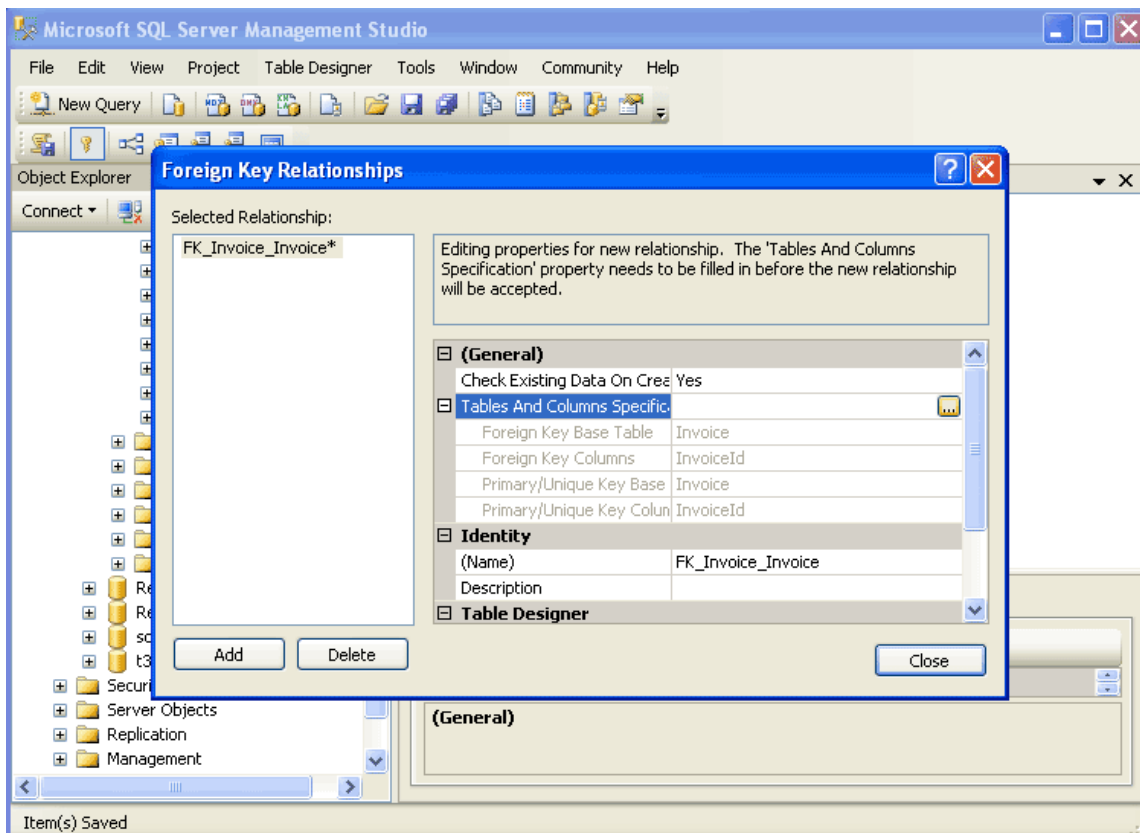 Microsoft SQL Server Management Studio
File Edit View Project Table Designer Tools Window Community Help
New Query
Object Explorer
Connect
Foreign Key Relationships
Selected Relationship:
FK_Invoice_Invoice*
Editing properties for new relationship. The 'Tables And Columns
Specification' property needs to be filled in before the new relationship
will be accepted.
(General)
Check Existing Data On Crea Yes
Tables And Columns Specific ...
Foreign Key Base Table Invoice
Foreign Key Columns InvoiceId
Primary/Unique Key Base Invoice
Primary/Unique Key Colun InvoiceId
Identity
(Name) FK_Invoice_Invoice
Description
Table Designer
Add Delete
Close
Re
Re
sc
t3
Securi
Server Objects
Replication
Management
(General)
Item(s) Saved